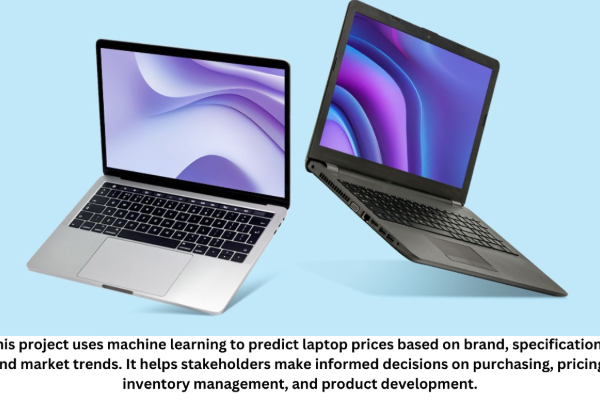 his project uses machine learning to predict laptop prices based on brand, specification
nd market trends. It helps stakeholders make informed decisions on purchasing, pricing
inventory management, and product development.